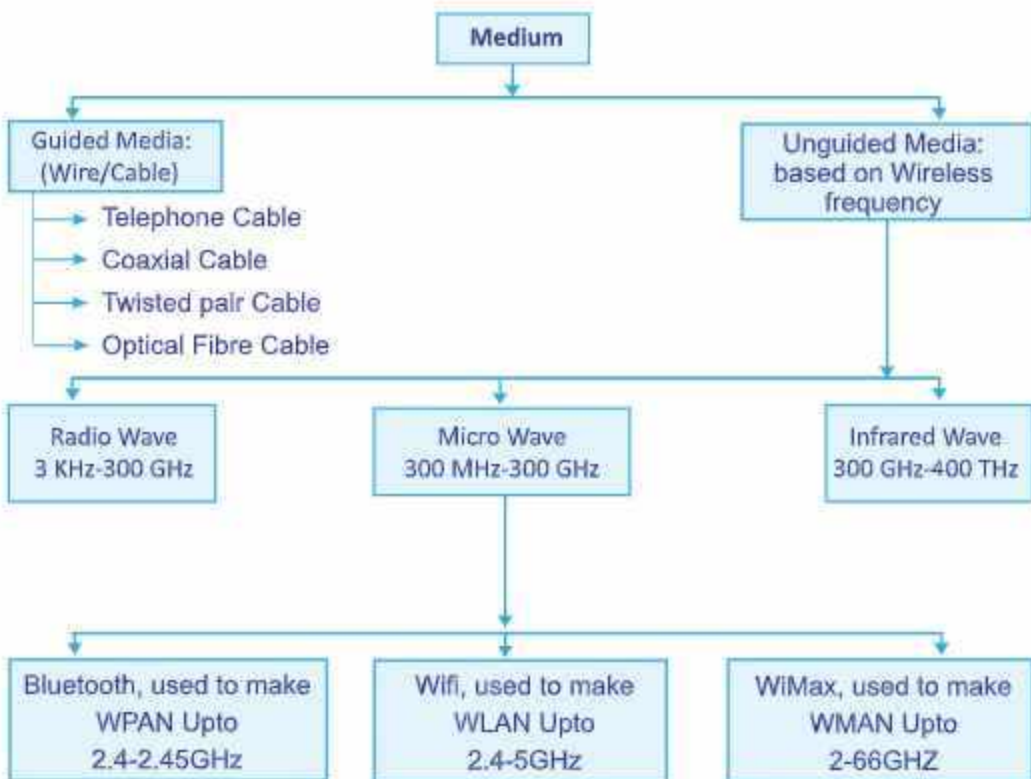 Medium
Guided Media:
(Wire/Cable)
Telephone Cable
Coaxial Cable
Twisted pair Cable
Optical Fibre Cable
Unguided Media:
based on Wireless
frequency
Radio Wave
3 KHz-300 GHz
Micro Wave
300 MHz-300 GHz
Infrared Wave
300 GHz-400 THz
Bluetooth, used to make
WPAN Upto
2.4-2.45GHz
Wifi, used to make
WLAN Upto
2.4-5GHz
WiMax, used to make
WMAN Upto
2-66GHZ